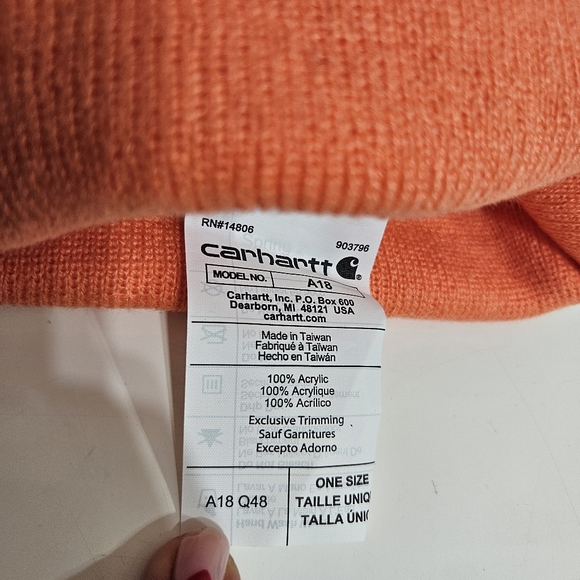 RN#14806
903796
carhartt
MODEL NO. A18
Carhartt, Inc. P.O. Box 600
Dearborn, MI 48121 USA
carhartt.com
Made in Taiwan
Fabriqué à Taïwan
Hecho en Taiwán
100% Acrylic
100% Acrylique
100% Acrílico
Exclusive Trimming
Sauf Garnitures
Excepto Adorno
A18 Q48
ONE SIZE
TAILLE UNIQ
TALLA ÚNIC